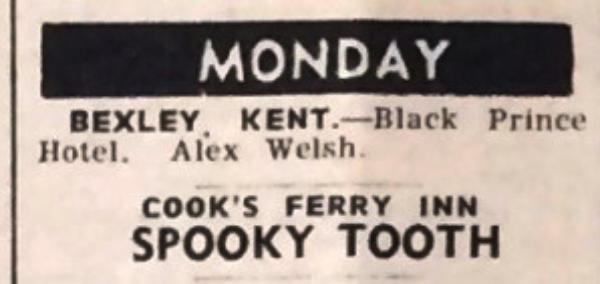 MONDAY
BEXLEY, KENT.—Black Prince
Hotel. Alex Welsh.
COOK'S FERRY INN
SPOOKY TOOTH